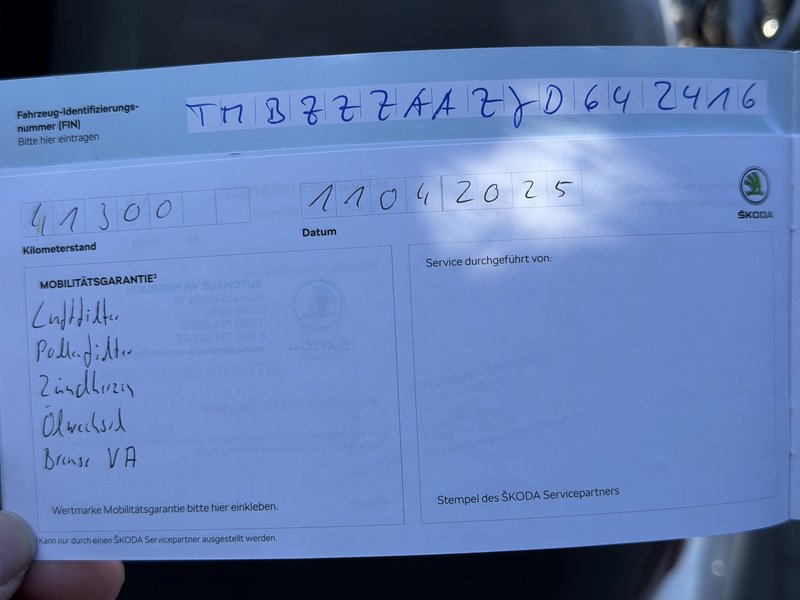 Fahrzeug-Identifizierungs-
nummer (FIN)
Bitte hier eintragen
TMBZZZAAZJD642416
41300
Kilometerstand
11042025
Datum
ŠKODA
MOBILITÄTSGARANTIE²
Luftfilter
Pollenfilter
Zündkerzen
Ölwechsel
Bremse VA
Wertmarke Mobilitätsgarantie bitte hier einkleben.
Service durchgeführt von:
Stempel des ŠKODA Servicepartners
² Kann nur durch einen ŠKODA Servicepartner ausgestellt werden.